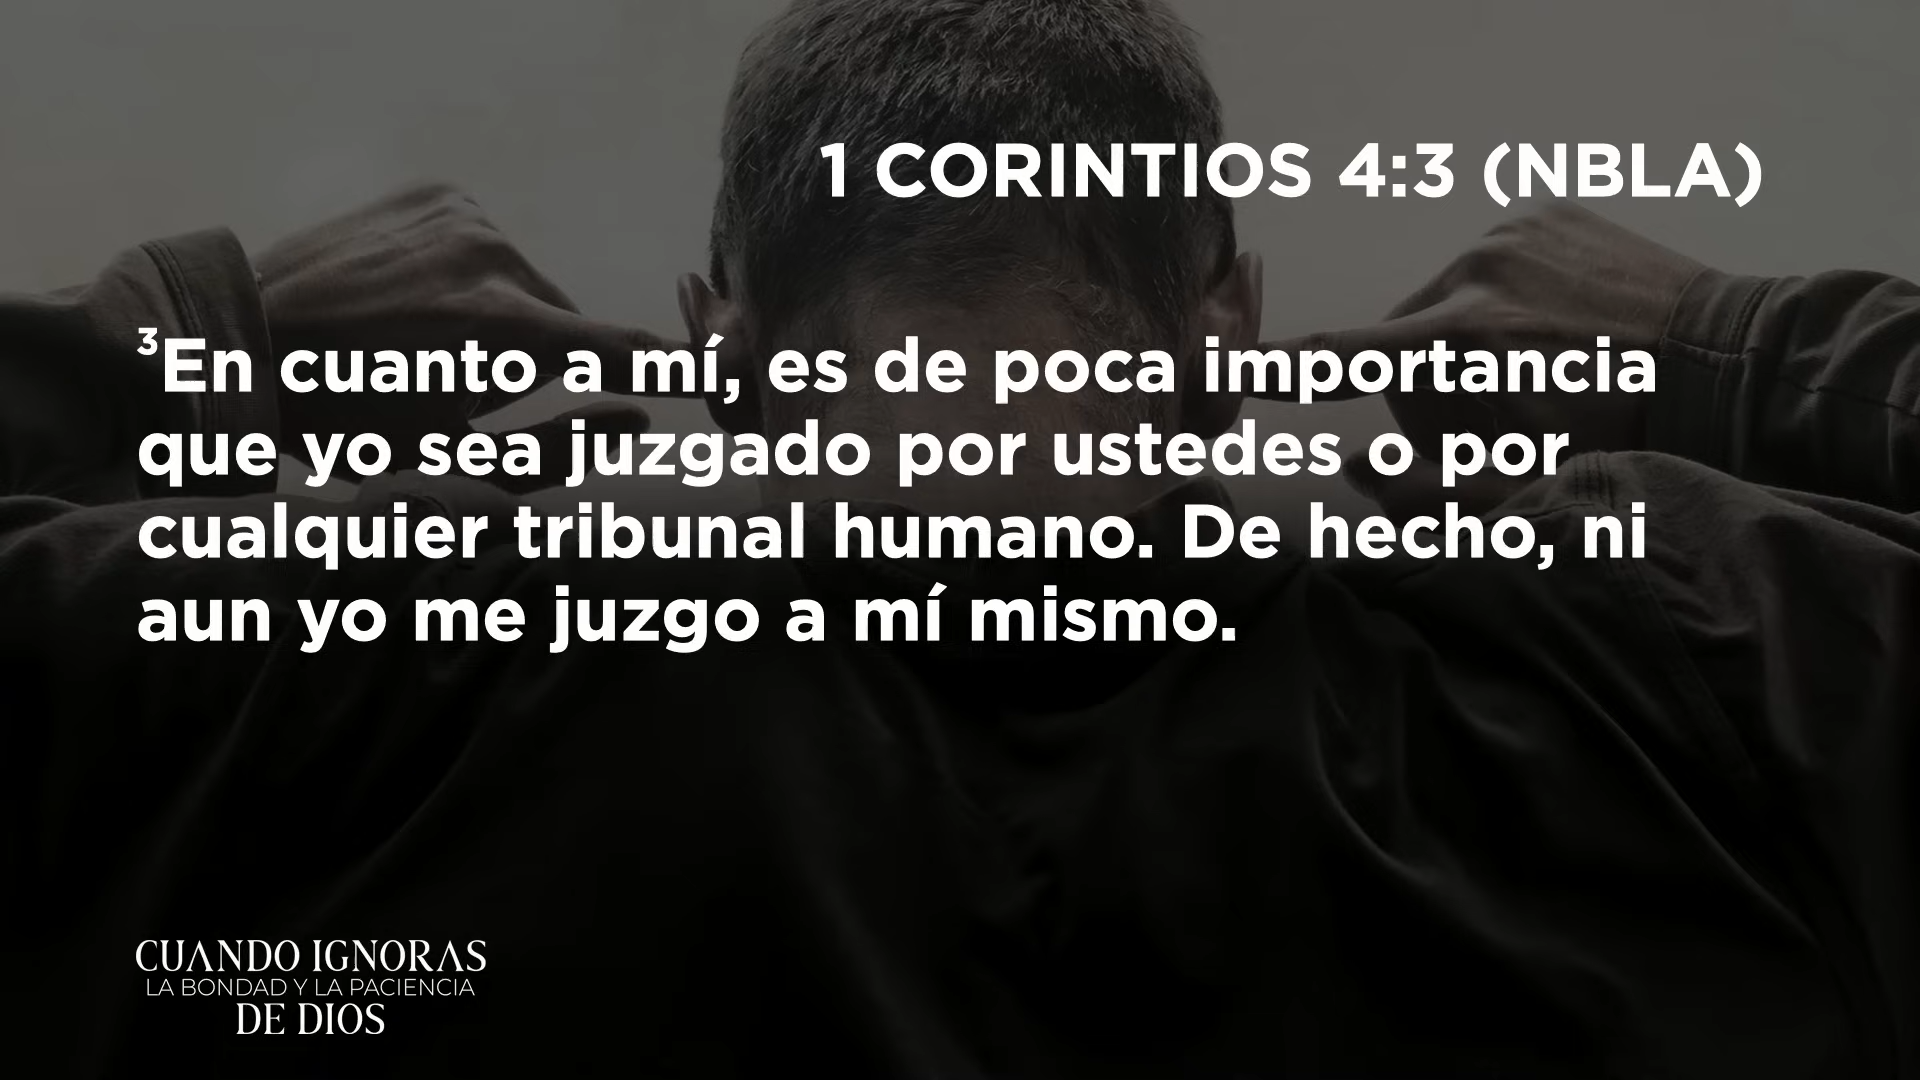 1 CORINTIOS 4:3 (NBLA)
³En cuanto a mí, es de poca importancia
que yo sea juzgado por ustedes o por
cualquier tribunal humano. De hecho, ni
aun yo me juzgo a mí mismo.
CUANDO IGNORAS
LA BONDAD Y LA PACIENCIA
DE DIOS